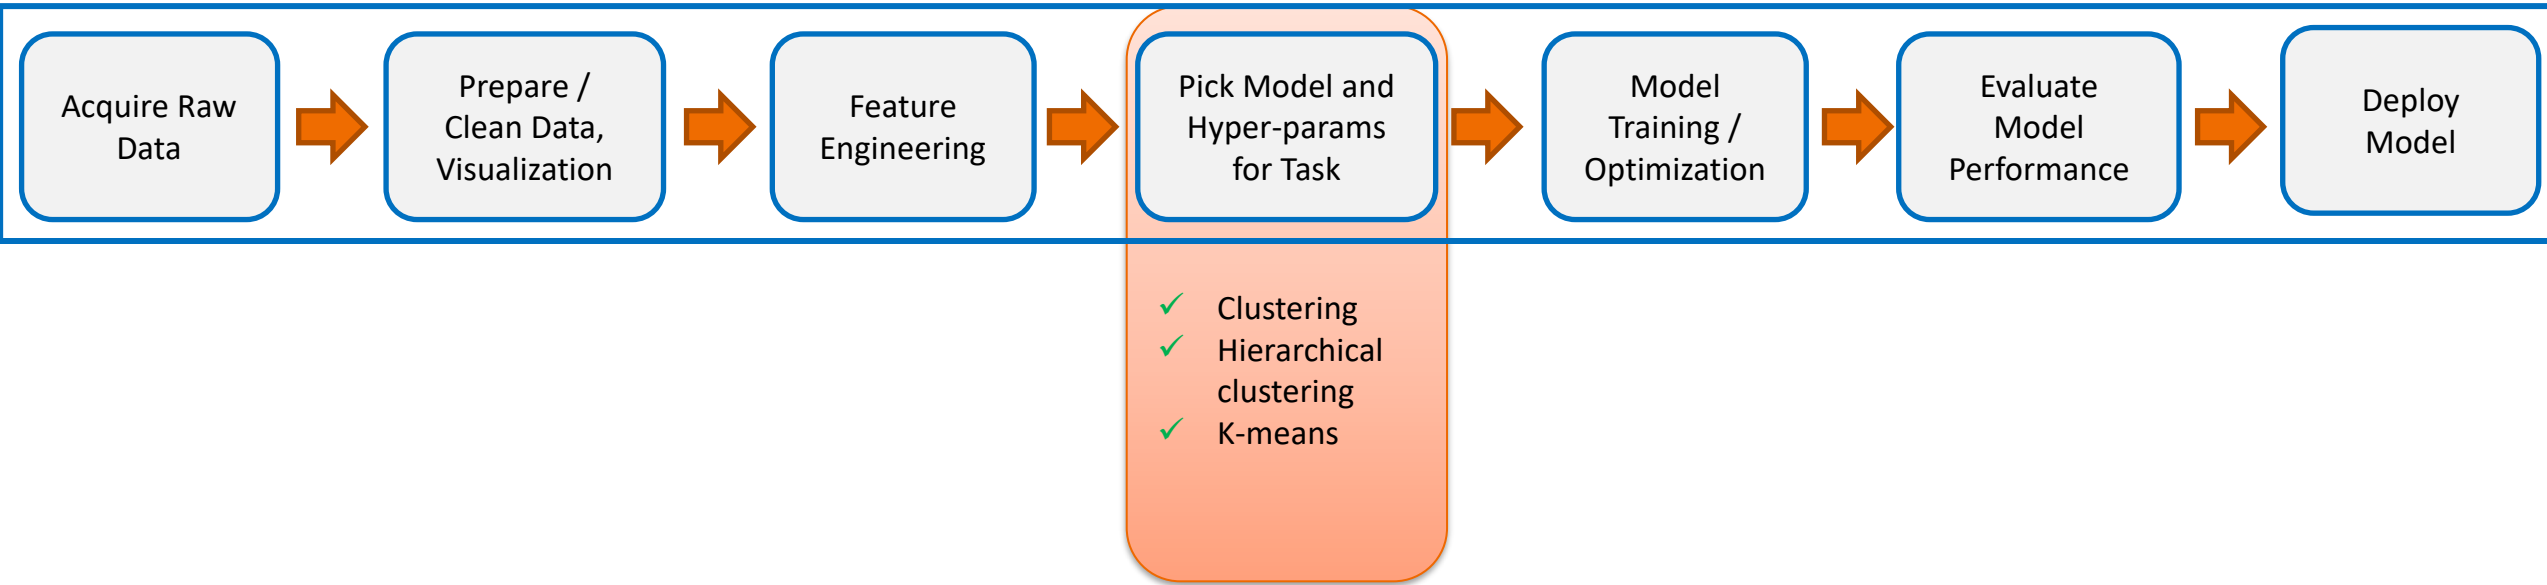 Acquire Raw
Data
Prepare /
Clean Data,
Visualization
Feature
Engineering
Pick Model and
Hyper-params
for Task
Model
Training /
Optimization
Evaluate
Model
Performance
Deploy
Model
✓ Clustering
✓ Hierarchical
clustering
✓ K-means